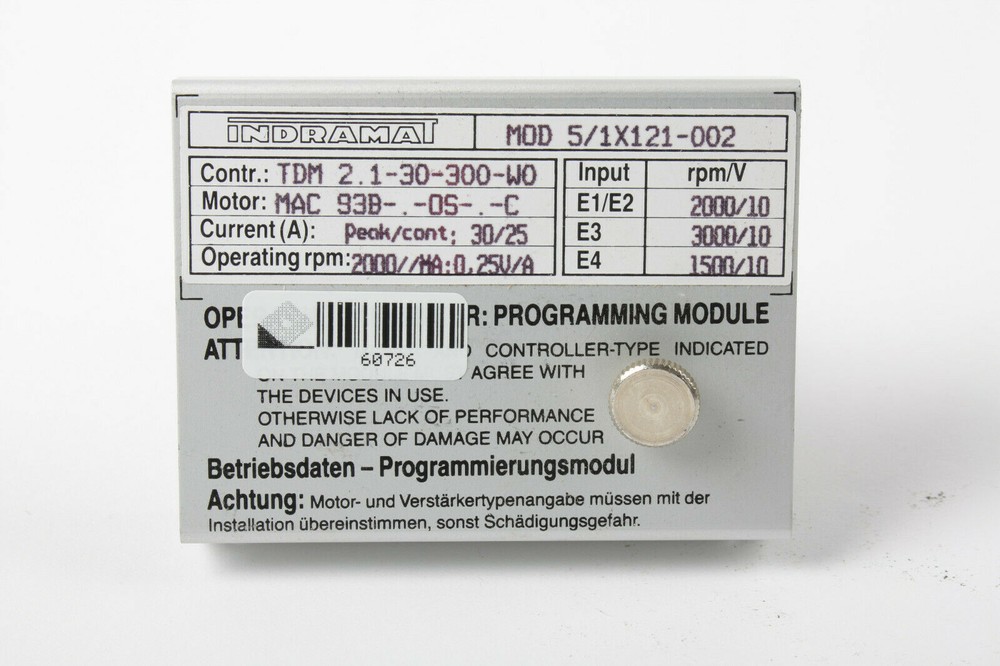 INDRAMAT MOD 5/1X121-002
Contr.: TDM 2.1-30-300-W0
Motor: MAC 93B-.-0S-.-C
Current (A): Peak/cont: 30/25
Operating rpm: 2000//MA:0,25V/A
Input rpm/V
E1/E2 2000/10
E3 3000/10
E4 1500/10
OPE R: PROGRAMMING MODULE
ATT CONTROLLER-TYPE INDICATED
ON THE AGREE WITH
THE DEVICES IN USE.
OTHERWISE LACK OF PERFORMANCE
AND DANGER OF DAMAGE MAY OCCUR
60726
Betriebsdaten – Programmierungsmodul
Achtung: Motor- und Verstärkertypenangabe müssen mit der
Installation übereinstimmen, sonst Schädigungsgefahr.